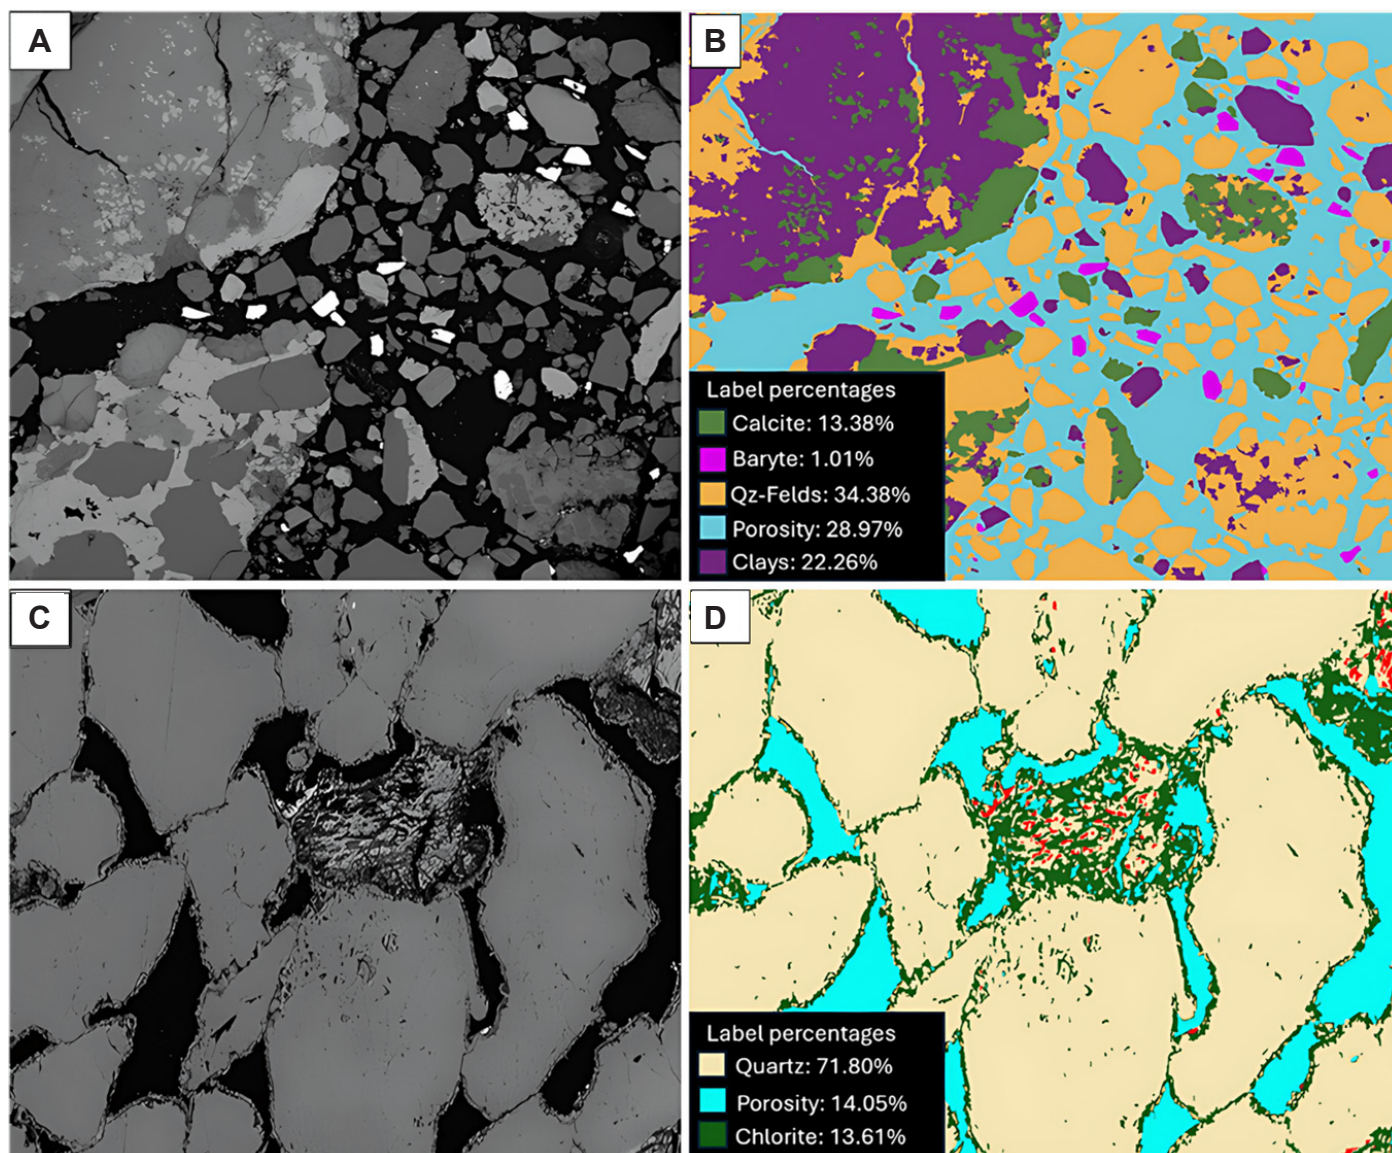 A
B
Label percentages
Calcite: 13.38%
Baryte: 1.01%
Qz-Felds: 34.38%
Porosity: 28.97%
Clays: 22.26%
C
D
Label percentages
Quartz: 71.80%
Porosity: 14.05%
Chlorite: 13.61%